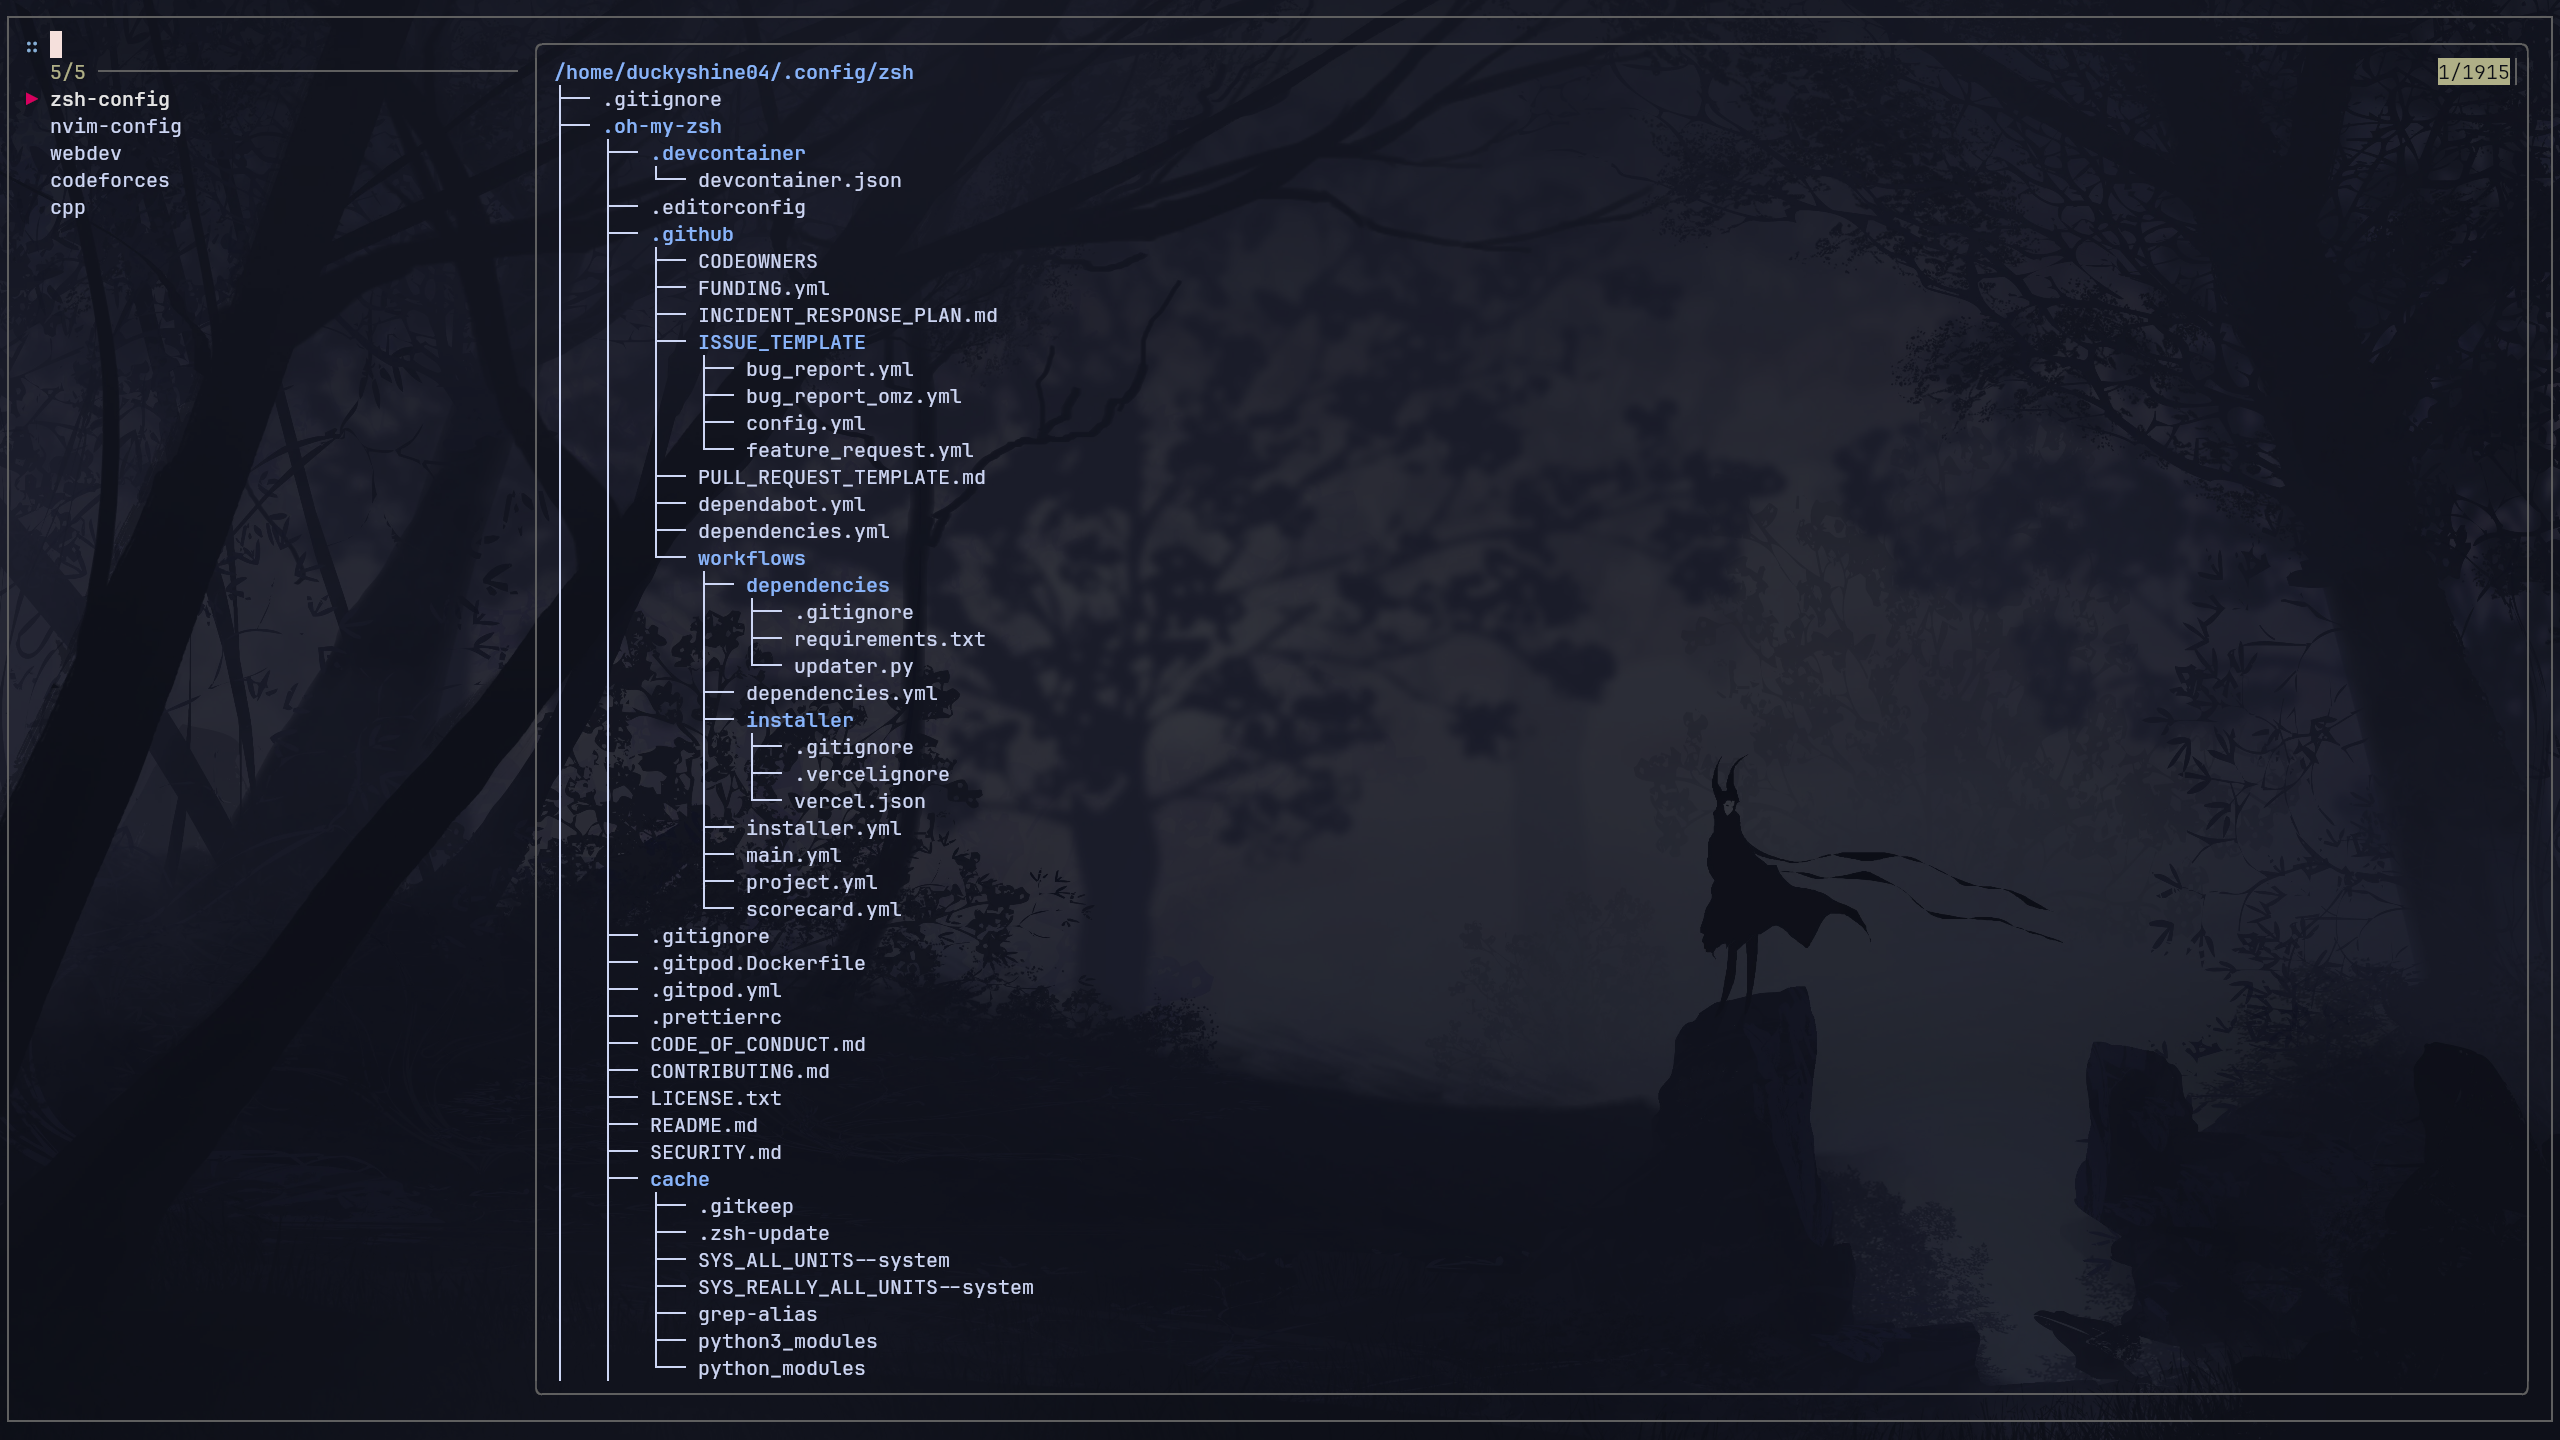 ::
5/5
zsh-config
nvim-config
webdev
codeforces
cpp
/home/duckyshine04/.config/zsh 1/1915
├── .gitignore
├── .oh-my-zsh
│   ├── .devcontainer
│   │   └── devcontainer.json
│   ├── .editorconfig
│   ├── .github
│   │   ├── CODEOWNERS
│   │   ├── FUNDING.yml
│   │   ├── INCIDENT_RESPONSE_PLAN.md
│   │   ├── ISSUE_TEMPLATE
│   │   │   ├── bug_report.yml
│   │   │   ├── bug_report_omz.yml
│   │   │   ├── config.yml
│   │   │   └── feature_request.yml
│   │   ├── PULL_REQUEST_TEMPLATE.md
│   │   ├── dependabot.yml
│   │   ├── dependencies.yml
│   │   └── workflows
│   │       ├── dependencies
│   │       │   ├── .gitignore
│   │       │   ├── requirements.txt
│   │       │   └── updater.py
│   │       ├── dependencies.yml
│   │       ├── installer
│   │       │   ├── .gitignore
│   │       │   ├── .vercelignore
│   │       │   └── vercel.json
│   │       ├── installer.yml
│   │       ├── main.yml
│   │       ├── project.yml
│   │       └── scorecard.yml
│   ├── .gitignore
│   ├── .gitpod.Dockerfile
│   ├── .gitpod.yml
│   ├── .prettierrc
│   ├── CODE_OF_CONDUCT.md
│   ├── CONTRIBUTING.md
│   ├── LICENSE.txt
│   ├── README.md
│   ├── SECURITY.md
│   ├── cache
│   │   ├── .gitkeep
│   │   ├── .zsh-update
│   │   ├── SYS_ALL_UNITS--system
│   │   ├── SYS_REALLY_ALL_UNITS--system
│   │   ├── grep-alias
│   │   ├── python3_modules
│   │   └── python_modules